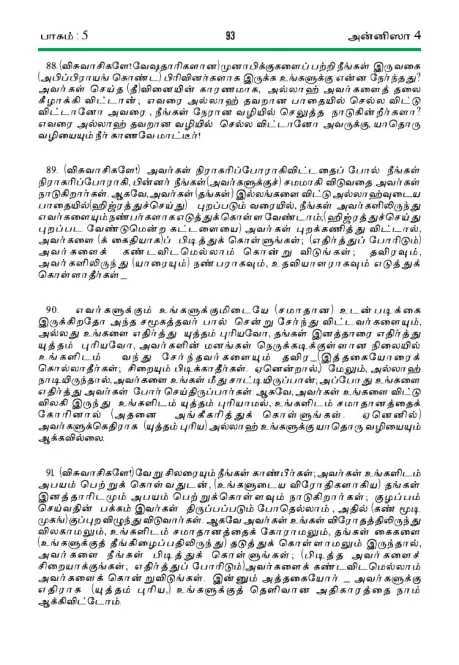 பாகம் : 5 93 அன்னிஸா 4
88. (விசுவாசிகளே! வேஷதாரிகளான) முனாபிக்குகளைப் பற்றி நீங்கள் இருவகை
(அபிப்பிராயங் கொண்ட) பிரிவினர்களாக இருக்க உங்களுக்கு என்ன நேர்ந்தது?
அவர்கள் செய்த (தீ)வினையின் காரணமாக, அல்லாஹ் அவர்களைத் தலை
கீழாக்கி விட்டான், எவரை அல்லாஹ் தவறான பாதையில் செல்ல விட்டு
விட்டானோ அவரை, நீங்கள் நேரான வழியில் செலுத்த நாடுகின்றீர்களா?
எவரை அல்லாஹ் தவறான வழியில் செல்ல விட்டானோ அவருக்கு, யாதொரு
வழியையும் நீர் காணவேமாட்டீர்!
89. (விசுவாசிகளே!) அவர்கள் நிராகரிப்போராகிவிட்டதைப் போல் நீங்கள்
நிராகரிப்போராகி, பின்னர் நீங்கள் (அவர்களுக்குச்) சமமாகி விடுவதை அவர்கள்
நாடுகிறார்கள். ஆகவே, அவர்கள் (தங்கள்) இல்லங்களை விட்டு அல்லாஹ்வுடைய
பாதையில் (ஹிஜ்ரத்துச்செய்து) புறப்படும் வரையில், நீங்கள் அவர்களிலிருந்து
எவர்களையும் நண்பர்களாக எடுத்துக்கொள்ள வேண்டாம்; (ஹிஜ்ரத்துச்செய்து
புறப்பட வேண்டுமென்ற கட்டளையை) அவர்கள் புறக்கணித்து விட்டால்,
அவர்களை (க் கைதியாகப்) பிடித்துக் கொள்ளுங்கள்; (எதிர்த்துப் போரிடும்)
அவர்களைக் கண்டவிடமெல்லாம் கொன்று விடுங்கள்; தவிரவும்,
அவர்களிலிருந்து (யாரையும்) நண்பராகவும், உதவியாளராகவும் எடுத்துக்
கொள்ளாதீர்கள்_
90. எவர்களுக்கும் உங்களுக்குமிடையே (சமாதான) உடன்படிக்கை
இருக்கிறதோ அந்த சமூகத்தவர் பால் சென்று சேர்ந்து விட்டவர்களையும்,
அல்லது உங்களை எதிர்த்து யுத்தம் புரியவோ, தங்கள் இனத்தாரை எதிர்த்து
யுத்தம் புரியவோ, அவர்களின் மனங்கள் நெருக்கடிக்குள்ளான நிலையில்
உங்களிடம் வந்து சேர்ந்தவர்களையும் தவிர_(இத்தகையோரைக்
கொல்லாதீர்கள்; சிறையும் பிடிக்காதீர்கள். ஏனென்றால்,) மேலும், அல்லாஹ்
நாடியிருந்தால், அவர்களை உங்கள் மீது சாட்டியிருப்பான்; அப்போது உங்களை
எதிர்த்து அவர்கள் போர் செய்திருப்பார்கள். ஆகவே, அவர்கள் உங்களை விட்டு
விலகி இருந்து உங்களிடம் யுத்தம் புரியாமல், உங்களிடம் சமாதானத்தைக்
கோரினால் (அதனை அங்கீகரித்துக் கொள்ளுங்கள். ஏனெனில்)
அவர்களுக்கெதிராக (யுத்தம் புரிய) அல்லாஹ் உங்களுக்கு யாதொரு வழியையும்
ஆக்கவில்லை.
91 (விசுவாசிகளே!) வேறு சிலரையும் நீங்கள் காண்பீர்கள்; அவர்கள் உங்களிடம்
அபயம் பெற்றுக் கொள்வதுடன், (உங்களுடைய விரோதிகளாகிய) தங்கள்
இனத்தாரிடமும் அபயம் பெற்றுக்கொள்ளவும் நாடுகிறார்கள்; குழப்பம்
செய்வதின் பக்கம் இவர்கள் திருப்பப்படும் போதெல்லாம், அதில் (கண் மூடி
முகங்)குப்புற விழுந்து விடுவார்கள். ஆகவே அவர்கள் உங்கள் விரோதத்திலிருந்து
விலகாமலும், உங்களிடம் சமாதானத்தைக் கோராமலும், தங்கள் கைகளை
(உங்களுக்குத் தீங்கிழைப்பதிலிருந்து) தடுத்துக் கொள்ளாமலும் இருந்தால்,
அவர்களை நீங்கள் பிடித்துக் கொள்ளுங்கள்; (பிடித்த அவர்களைச்
சிறையாக்குங்கள்; எதிர்த்துப் போரிடும்) அவர்களைக் கண்டவிடமெல்லாம்
அவர்களைக் கொன்றுவிடுங்கள். இன்னும் அத்தகையோர் _ அவர்களுக்கு
எதிராக (யுத்தம் புரிய,) உங்களுக்குத் தெளிவான அதிகாரத்தை நாம்
ஆக்கிவிட்டோம்.